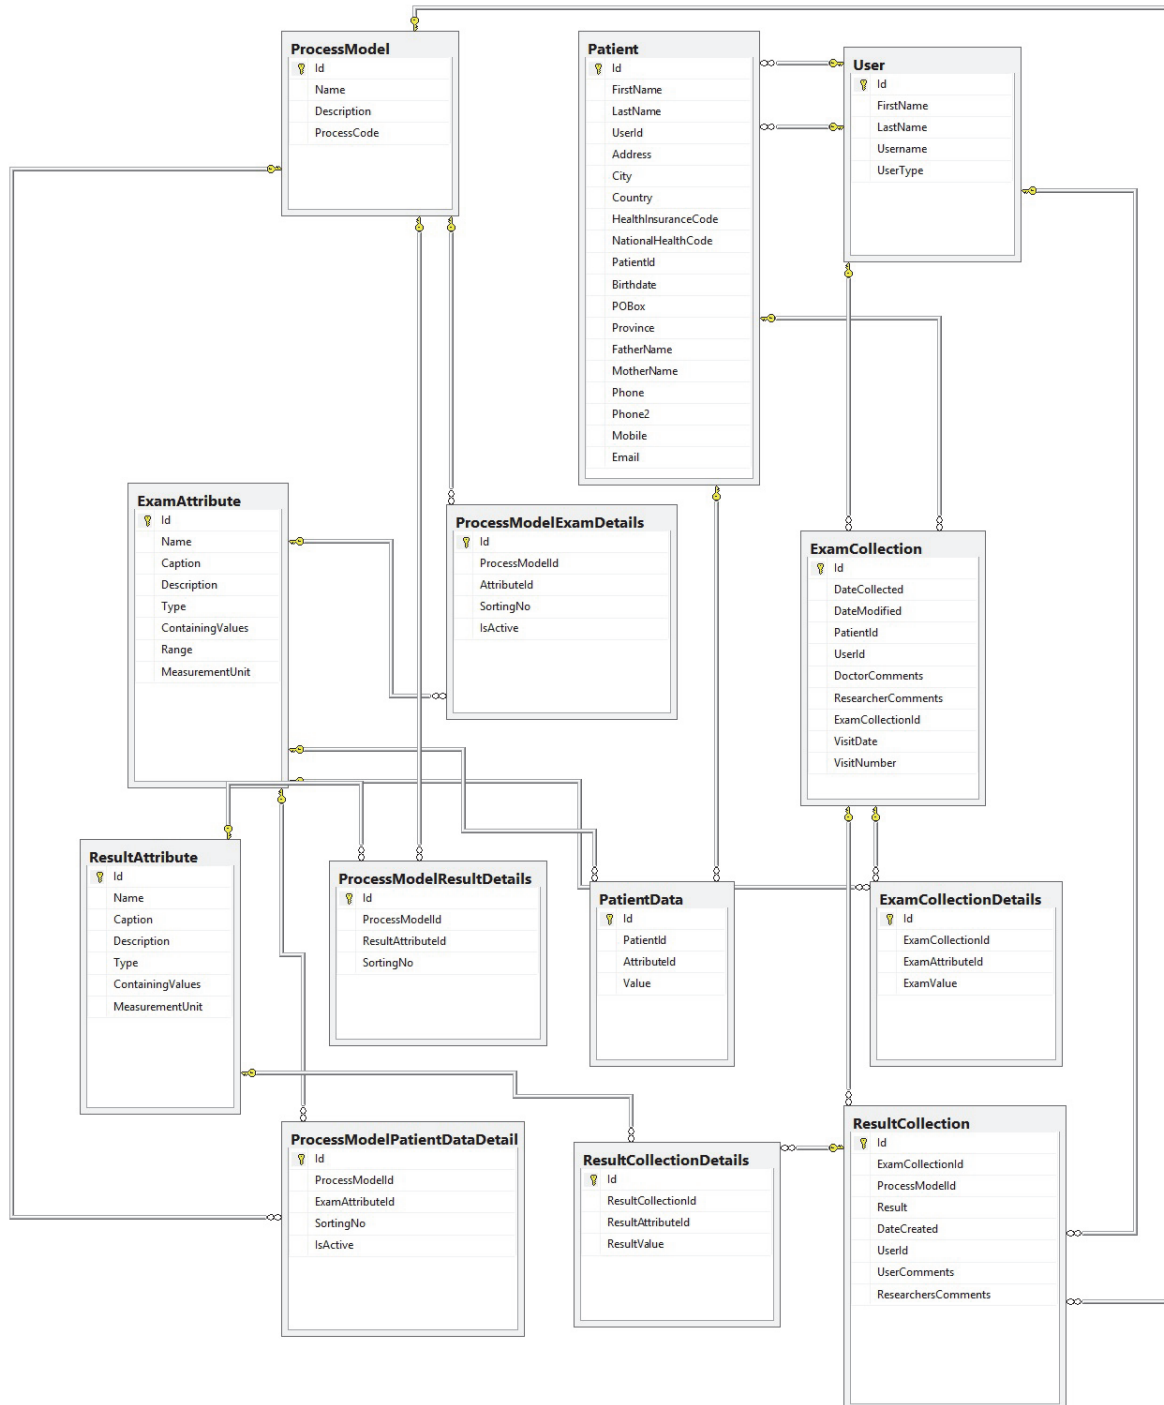 ProcessModel
Id
Name
Description
ProcessCode
Patient
Id
FirstName
LastName
UserId
Address
City
Country
HealthInsuranceCode
NationalHealthCode
PatientId
Birthdate
POBox
Province
FatherName
MotherName
Phone
Phone2
Mobile
Email
User
Id
FirstName
LastName
Username
UserType
ExamAttribute
Id
Name
Caption
Description
Type
ContainingValues
Range
MeasurementUnit
ProcessModelExamDetails
Id
ProcessModelId
AttributeId
SortingNo
IsActive
ExamCollection
Id
DateCollected
DateModified
PatientId
UserId
DoctorComments
ResearcherComments
ExamCollectionId
VisitDate
VisitNumber
ResultAttribute
Id
Name
Caption
Description
Type
ContainingValues
MeasurementUnit
ProcessModelResultDetails
Id
ProcessModelId
ResultAttributeId
SortingNo
PatientData
Id
PatientId
AttributeId
Value
ExamCollectionDetails
Id
ExamCollectionId
ExamAttributeId
ExamValue
ProcessModelPatientDataDetail
Id
ProcessModelId
ExamAttributeId
SortingNo
IsActive
ResultCollectionDetails
Id
ResultCollectionId
ResultAttributeId
ResultValue
ResultCollection
Id
ExamCollectionId
ProcessModelId
Result
DateCreated
UserId
UserComments
ResearchersComments